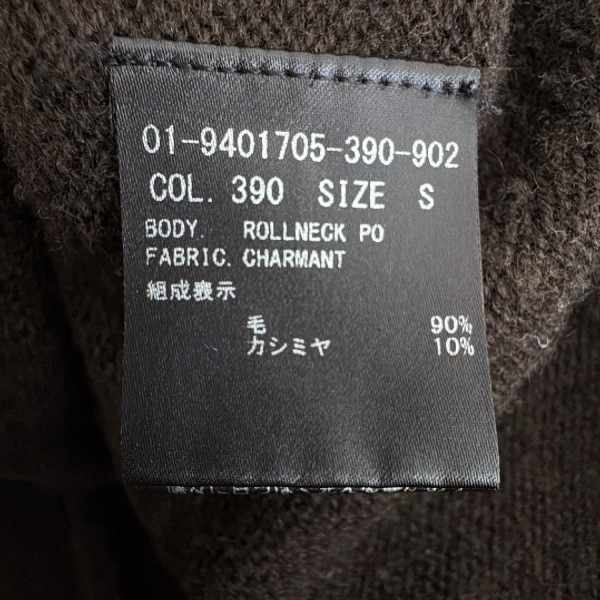 01-9401705-390-902
COL. 390 SIZE S
BODY. ROLLNECK PO
FABRIC. CHARMANT
組成表示
毛 90%
カシミヤ 10%